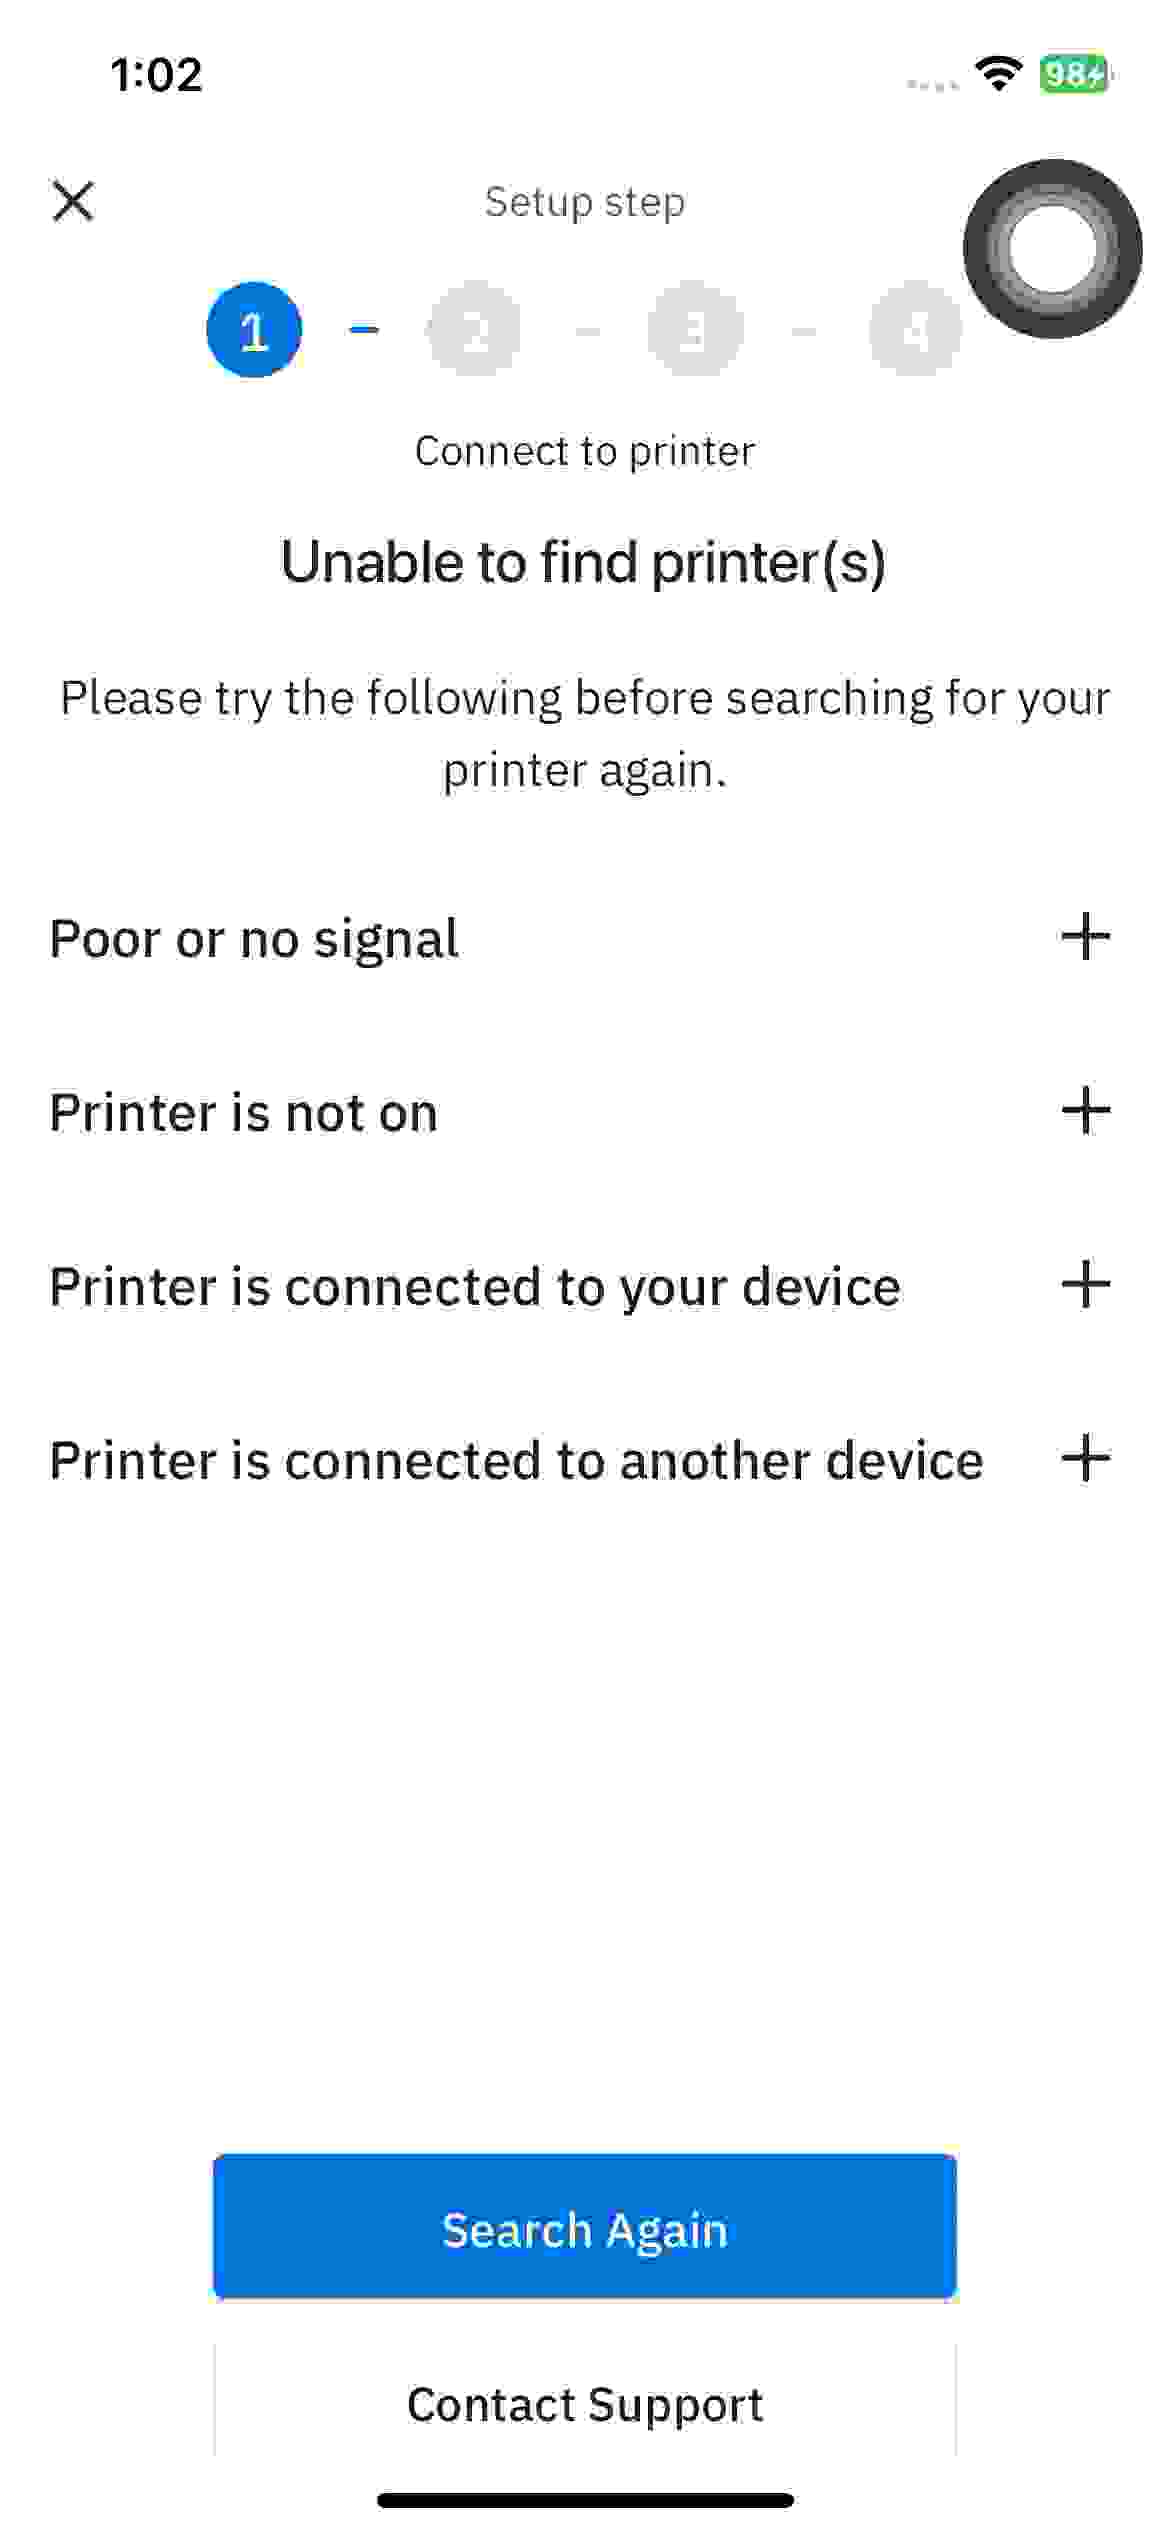 1:02
98
Setup step
1
2
3
4
Connect to printer
Unable to find printer(s)
Please try the following before searching for your
printer again.
Poor or no signal
Printer is not on
Printer is connected to your device
Printer is connected to another device
Search Again
Contact Support